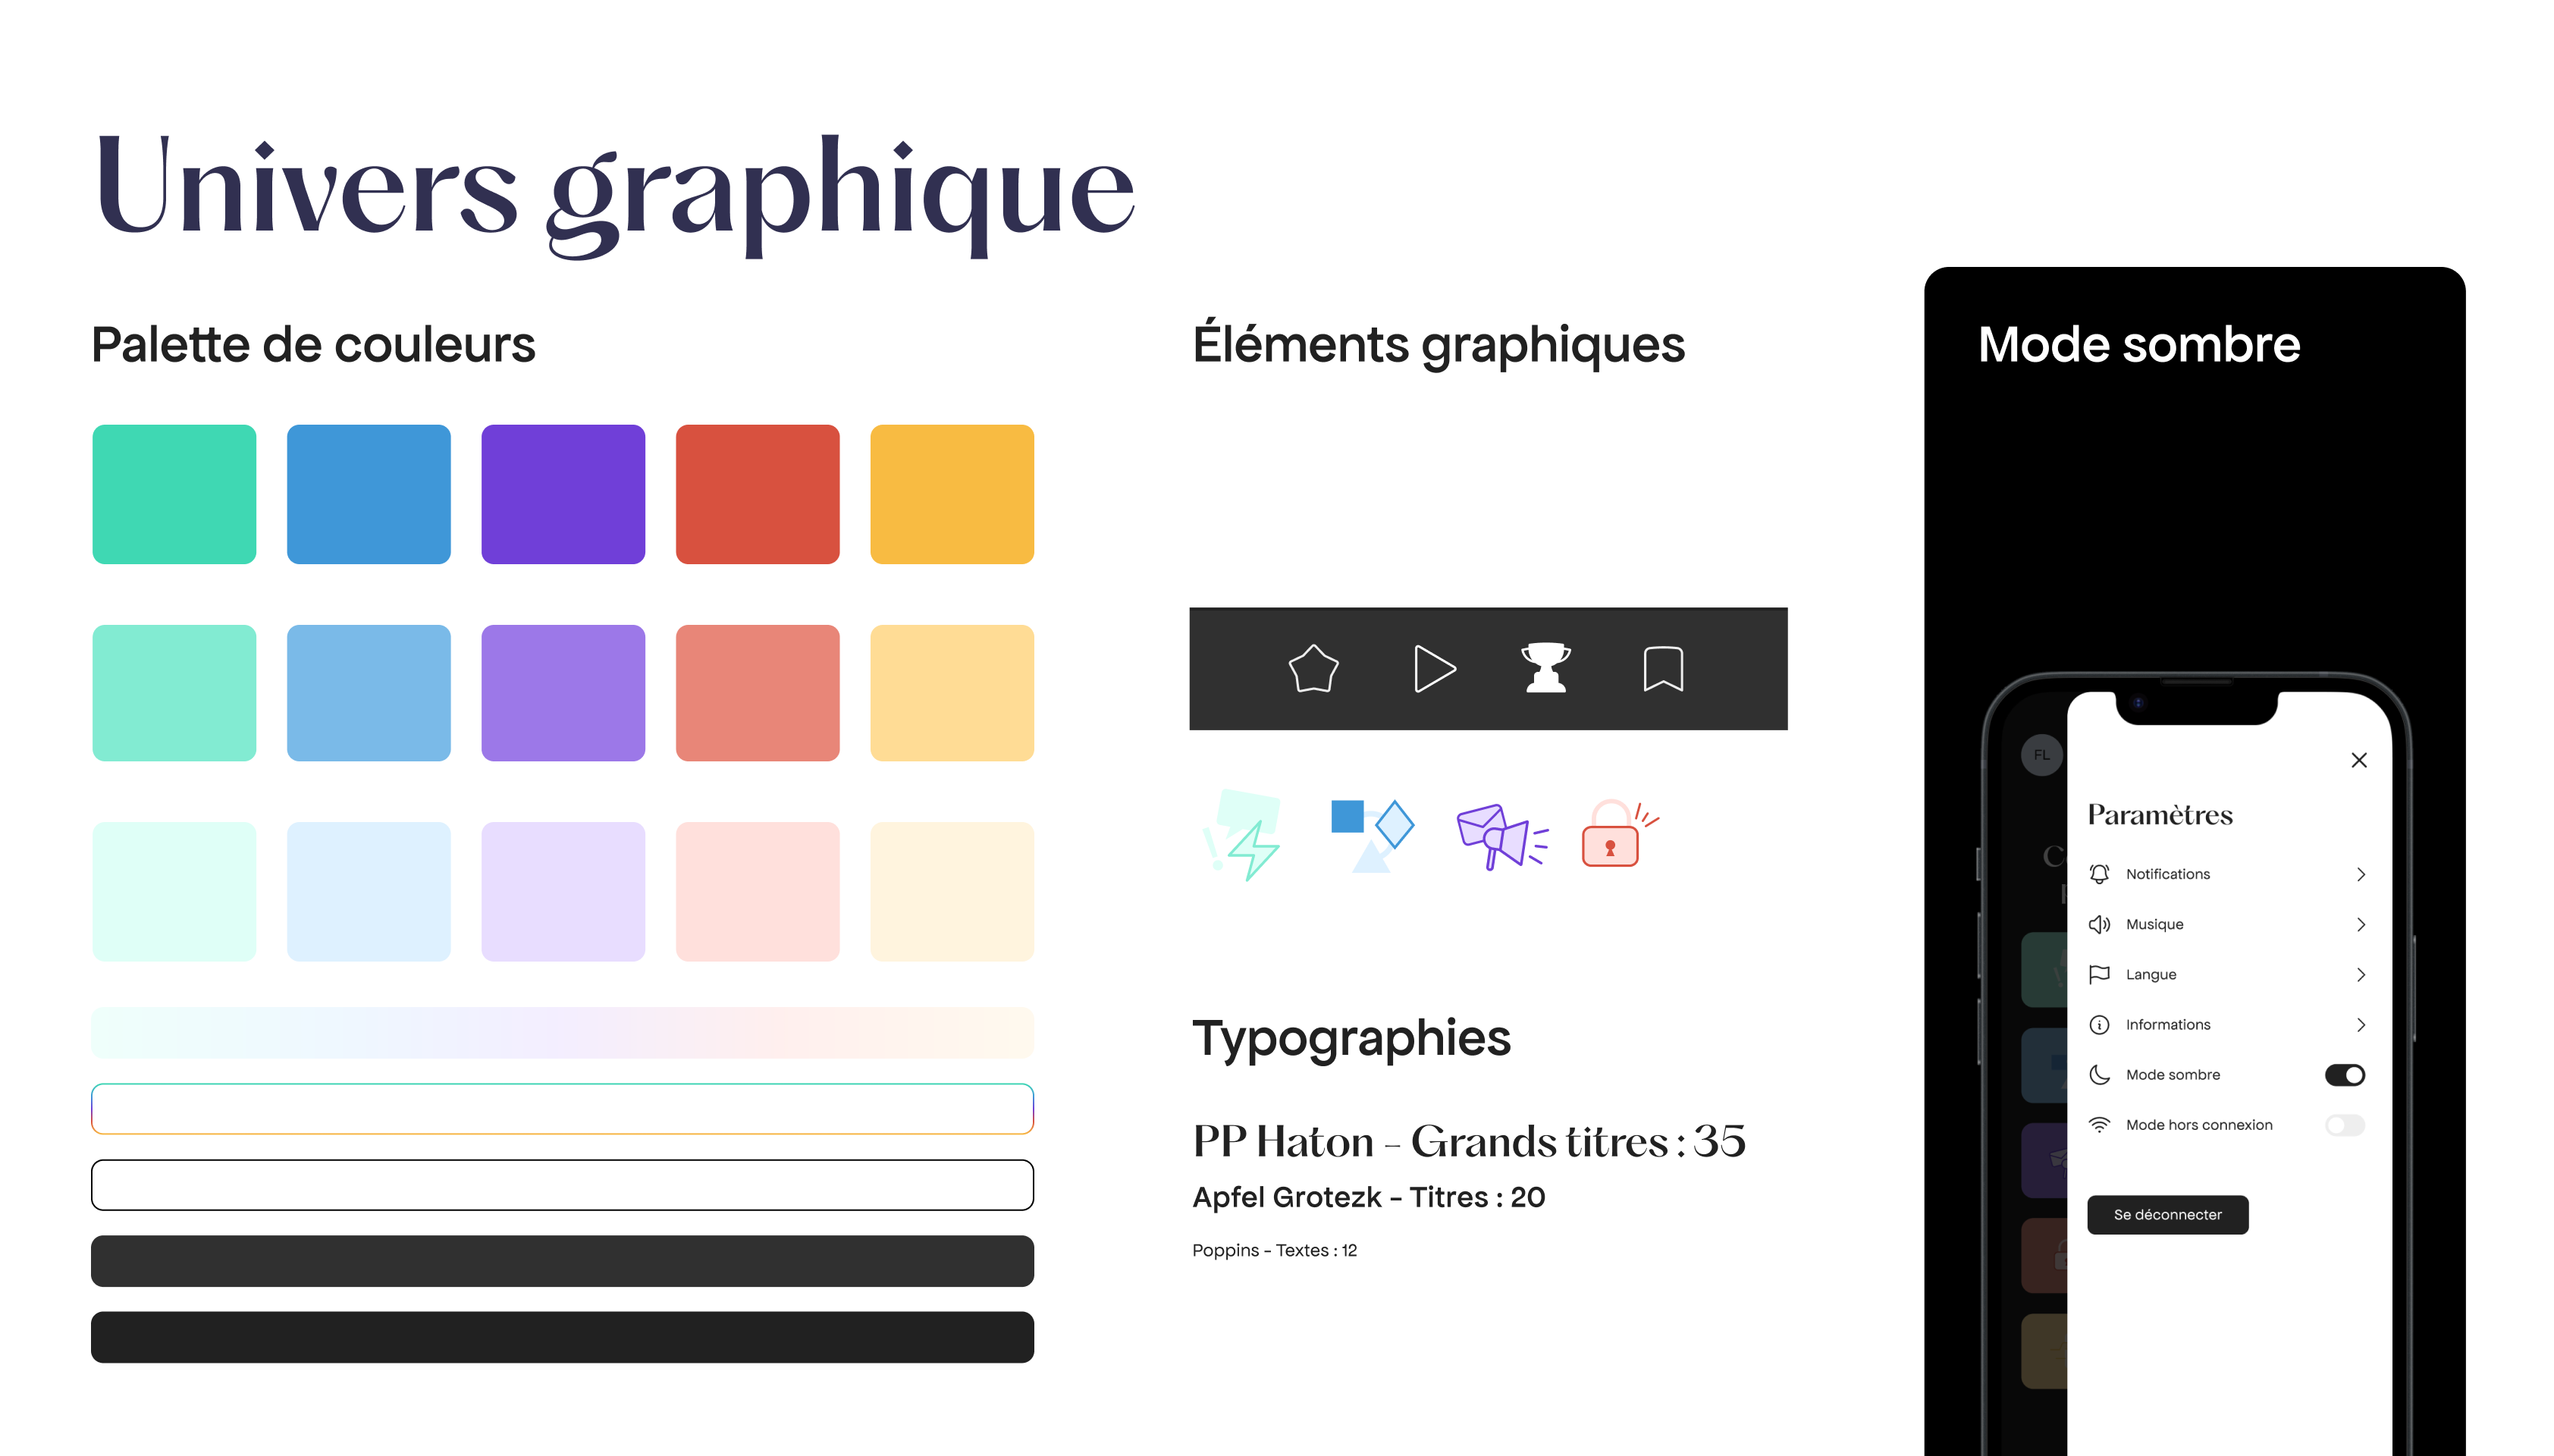 Univers graphique
Palette de couleurs
Éléments graphiques
Typographies
PP Haton - Grands titres : 35
Apfel Grotezk - Titres : 20
Poppins - Textes : 12
Mode sombre
FL
Paramètres
Notifications
Musique
Langue
Informations
Mode sombre
Mode hors connexion
Se déconnecter